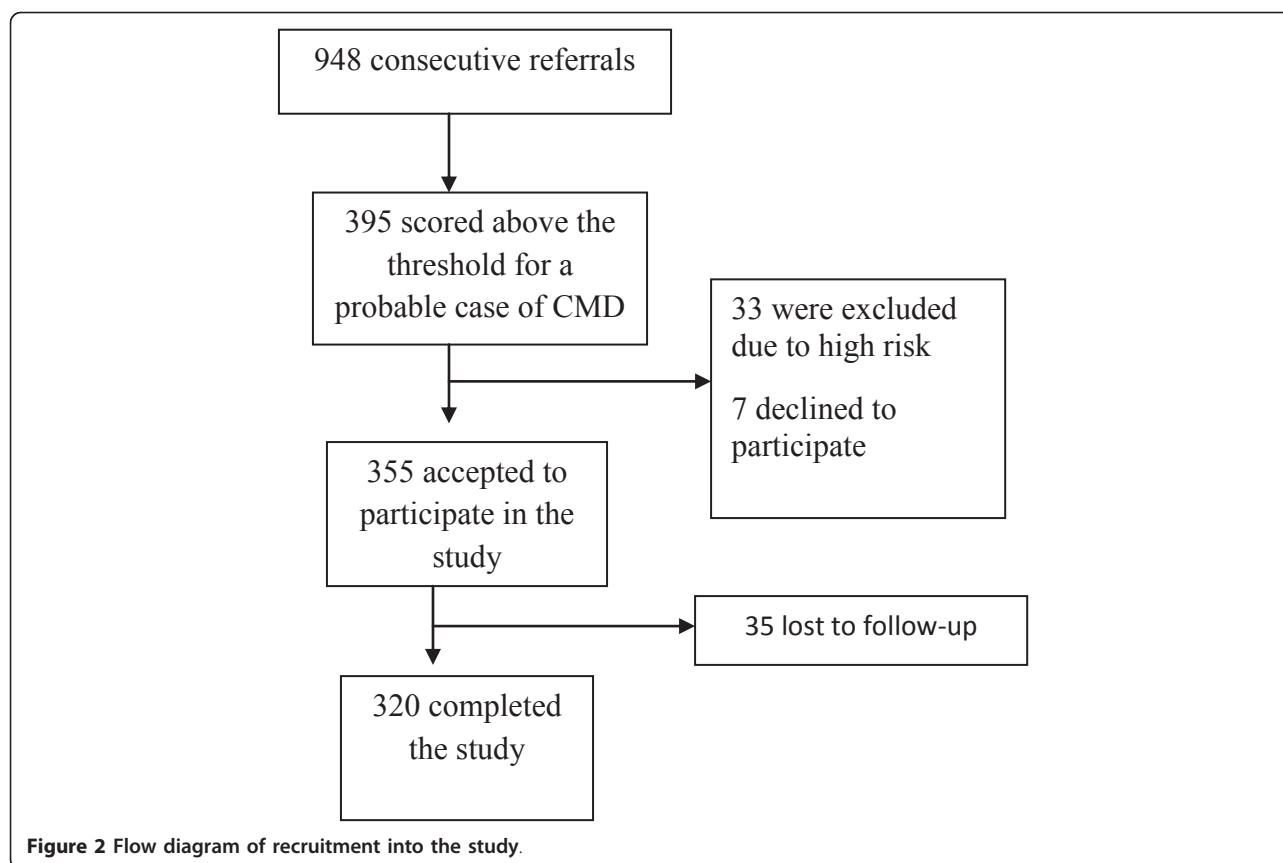 948 consecutive referrals
395 scored above the
threshold for a
probable case of CMD
33 were excluded
due to high risk
7 declined to
participate
355 accepted to
participate in the
study
35 lost to follow-up
320 completed
the study
Figure 2 Flow diagram of recruitment into the study.